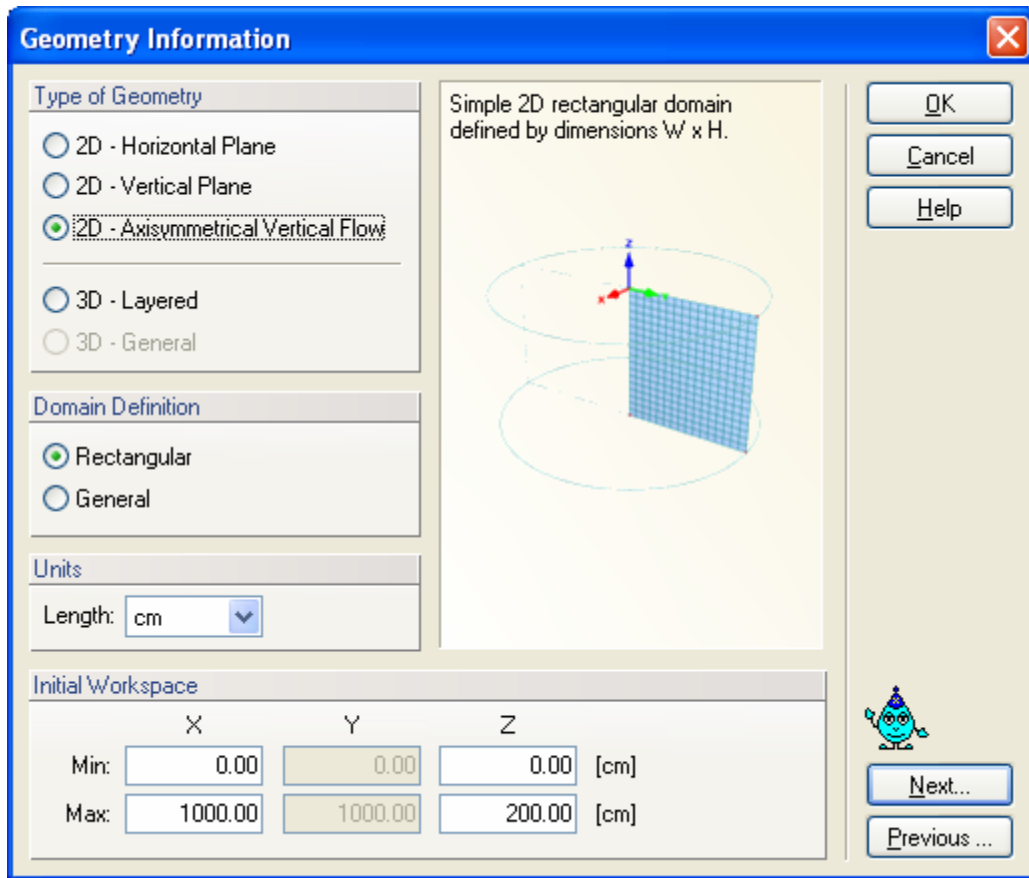 Geometry Information
Type of Geometry
2D - Horizontal Plane
2D - Vertical Plane
2D - Axisymmetrical Vertical Flow
3D - Layered
3D - General
Domain Definition
Rectangular
General
Units
Length: cm
Simple 2D rectangular domain
defined by dimensions W x H.
z
x
OK
Cancel
Help
Initial Workspace
X Y Z
Min: 0.00 0.00 0.00 [cm]
Max: 1000.00 1000.00 200.00 [cm]
Next...
Previous ...